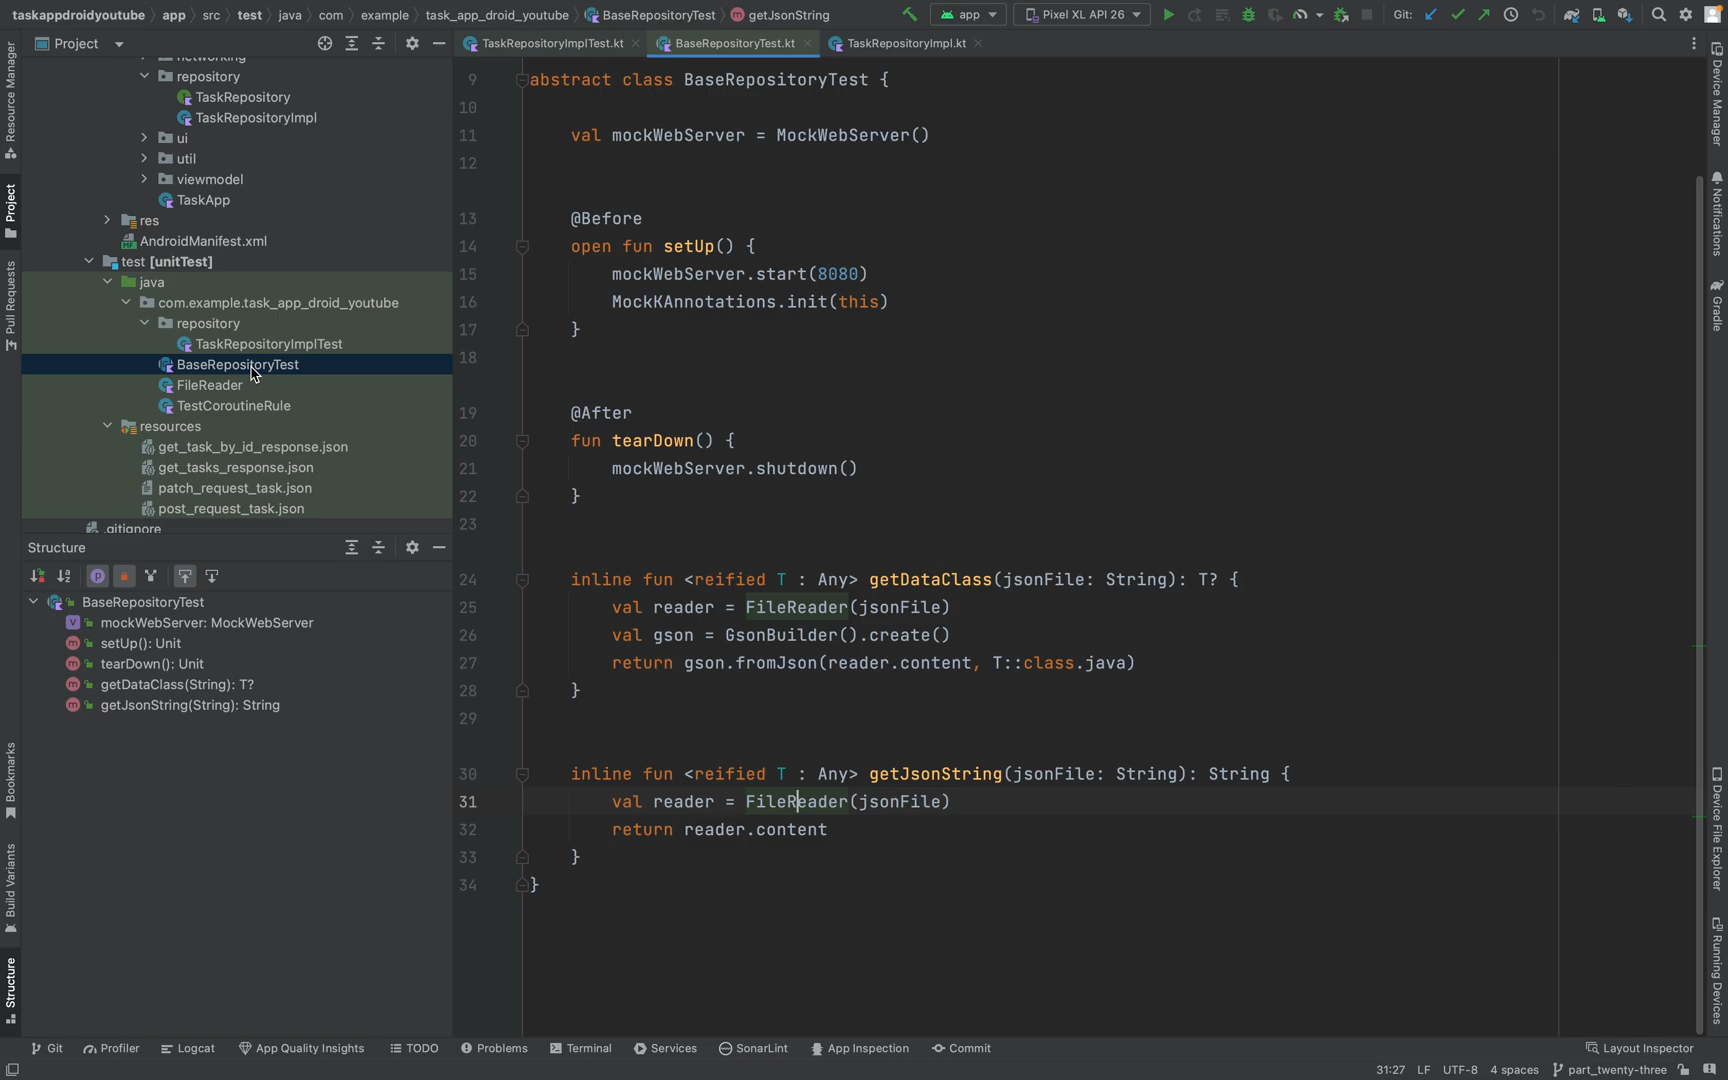 taskappdroidyoutube app src test java com example task_app_droid_youtube BaseRepositoryTest getJsonString app Pixel XL API 26 Git:
Project
TaskRepositoryImplTest.kt BaseRepositoryTest.kt TaskRepositoryImpl.kt
networking
repository
TaskRepository
TaskRepositoryImpl
ui
util
viewmodel
TaskApp
res
AndroidManifest.xml
test [unitTest]
java
com.example.task_app_droid_youtube
repository
TaskRepositoryImplTest
BaseRepositoryTest
FileReader
TestCoroutineRule
resources
get_task_by_id_response.json
get_tasks_response.json
patch_request_task.json
post_request_task.json
.gitignore
Structure
BaseRepositoryTest
mockWebServer: MockWebServer
setUp(): Unit
tearDown(): Unit
getDataClass(String): T?
getJsonString(String): String
9 abstract class BaseRepositoryTest {
10
11 val mockWebServer = MockWebServer()
12
13 @Before
14 open fun setUp() {
15 mockWebServer.start(8080)
16 MockKAnnotations.init(this)
17 }
18
19 @After
20 fun tearDown() {
21 mockWebServer.shutdown()
22 }
23
24 inline fun <reified T : Any> getDataClass(jsonFile: String): T? {
25 val reader = FileReader(jsonFile)
26 val gson = GsonBuilder().create()
27 return gson.fromJson(reader.content, T::class.java)
28 }
29
30 inline fun <reified T : Any> getJsonString(jsonFile: String): String {
31 val reader = FileReader(jsonFile)
32 return reader.content
33 }
34 }
Resource Manager
Project
Pull Requests
Bookmarks
Build Variants
Structure
Device Manager
Notifications
Gradle
Device File Explorer
Running Devices
Git Profiler Logcat App Quality Insights TODO Problems Terminal Services SonarLint App Inspection Commit Layout Inspector
31:27 LF UTF-8 4 spaces part_twenty-three